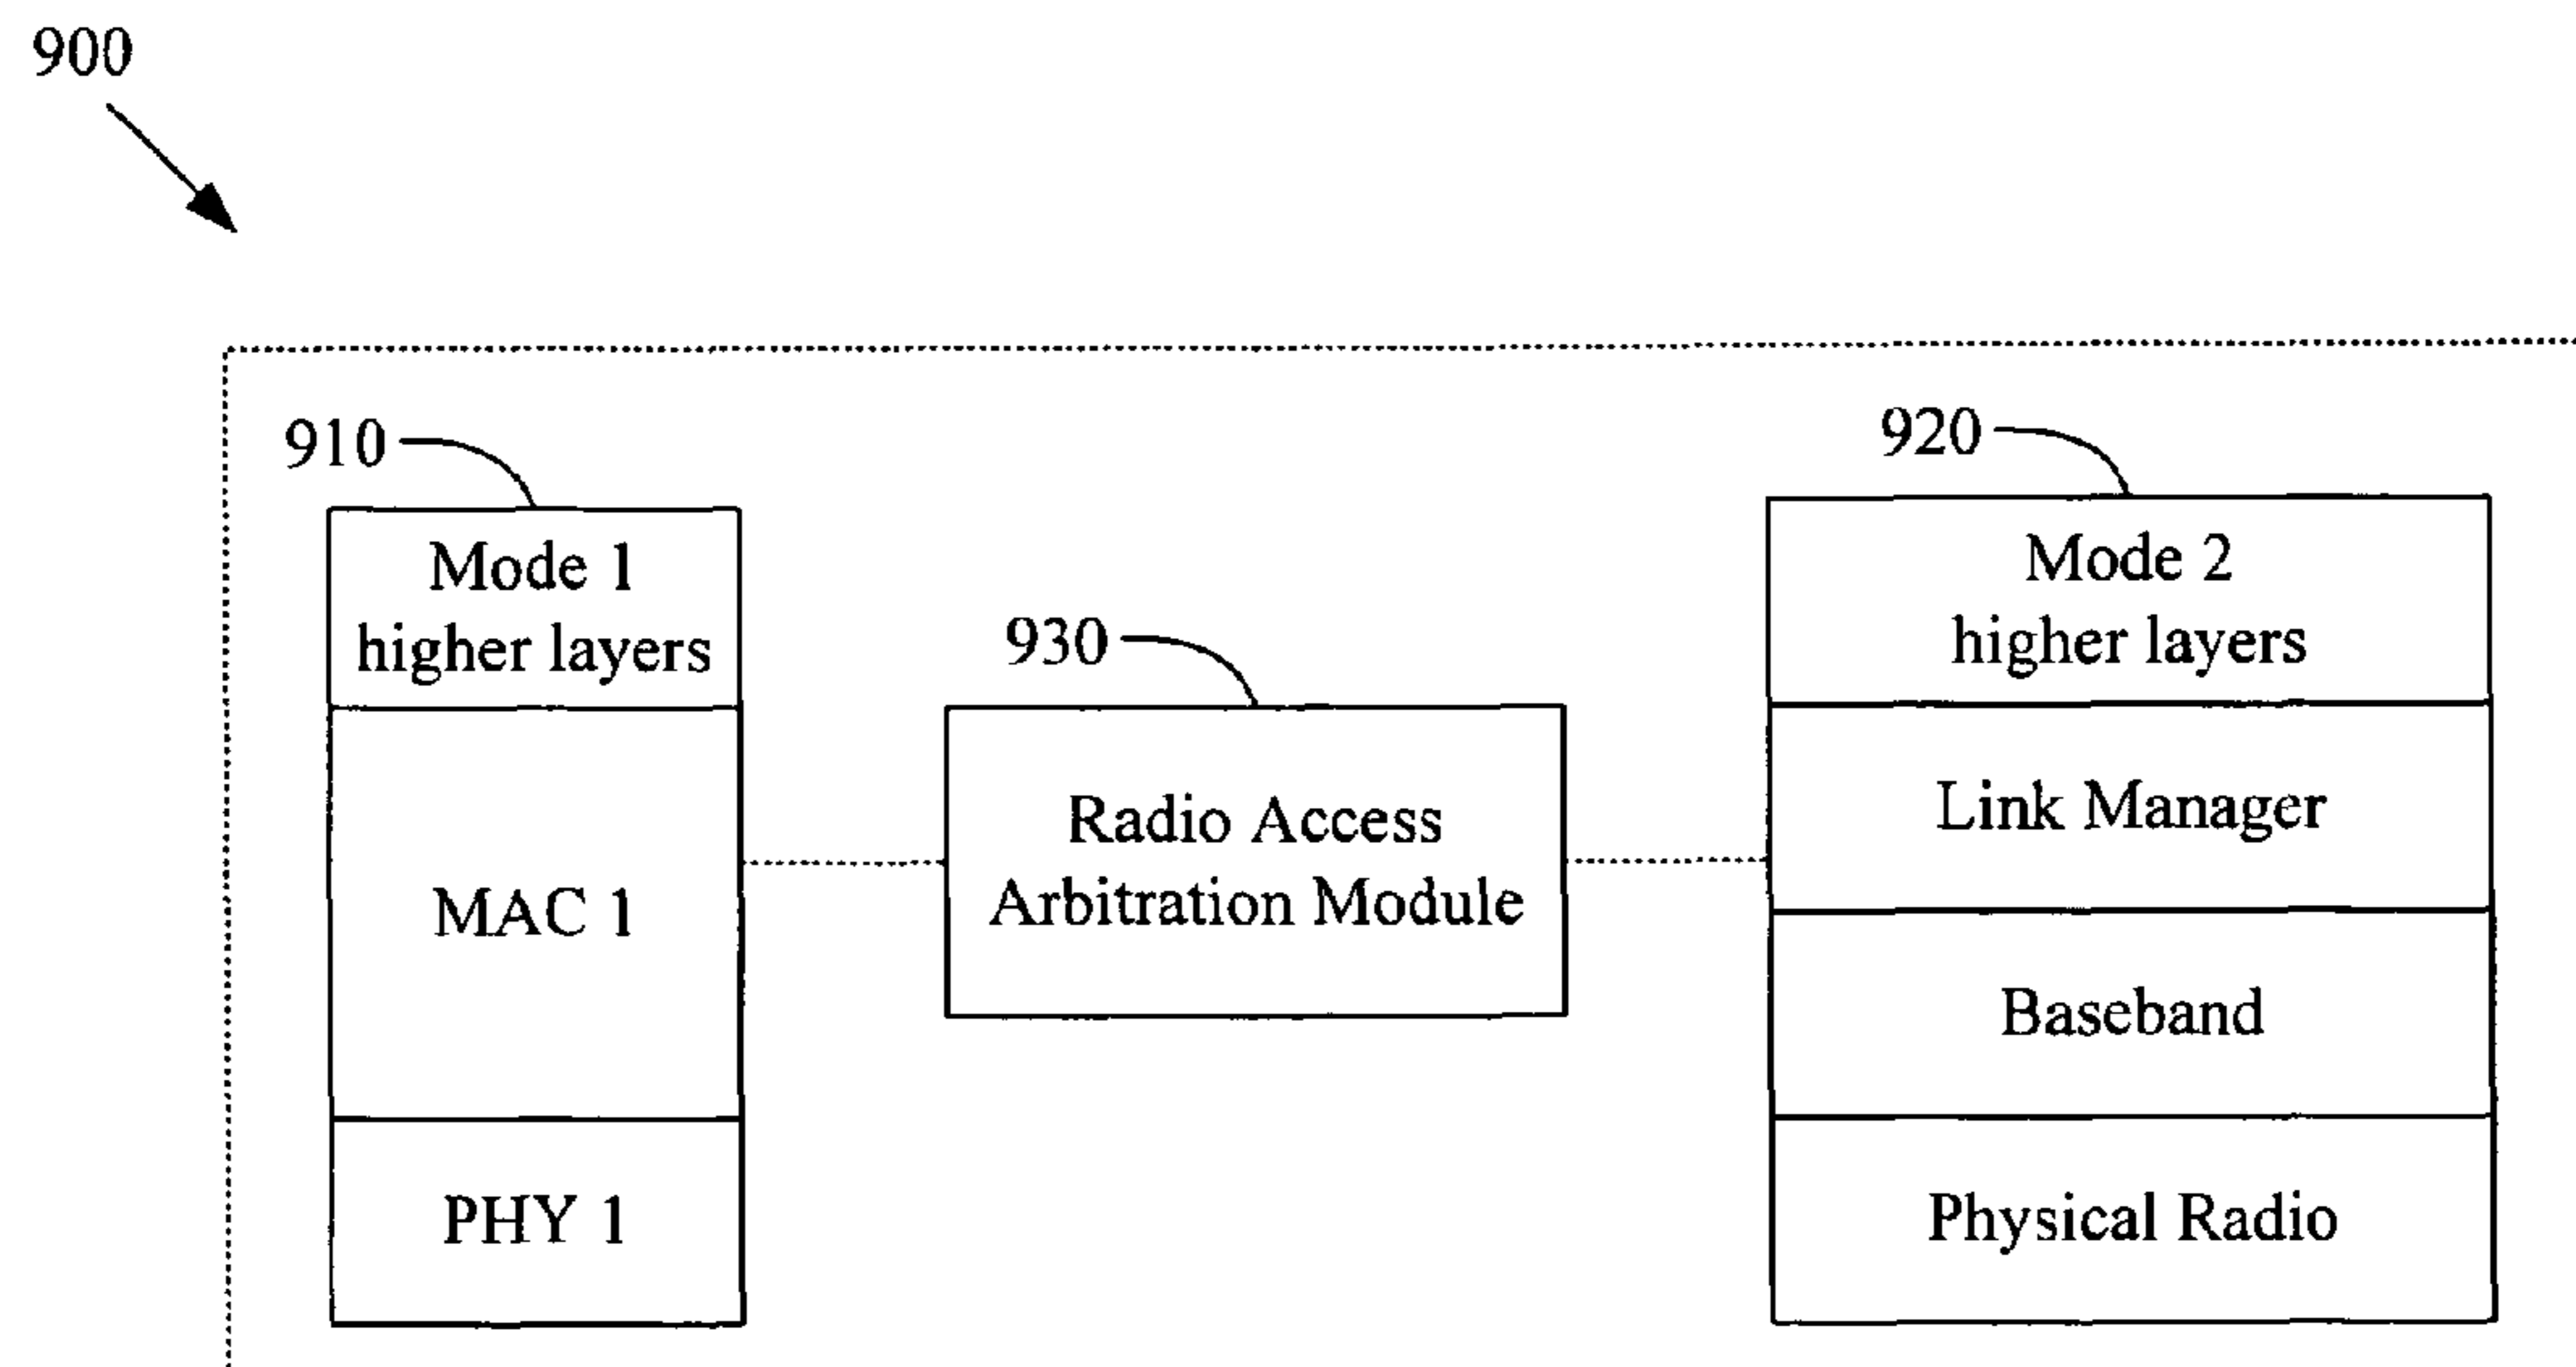 900
910
920
Mode 1
higher layers
Mode 2
higher layers
930
Radio Access
Arbitration Module
MAC 1
Link Manager
Baseband
PHY 1
Physical Radio